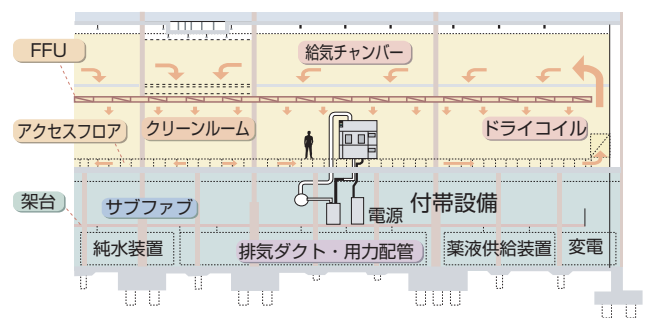 FFU
給気チャンバー
アクセスフロア
クリーンルーム
ドライコイル
架台
サブファブ
電源
付帯設備
純水装置
排気ダクト・用力配管
薬液供給装置
変電